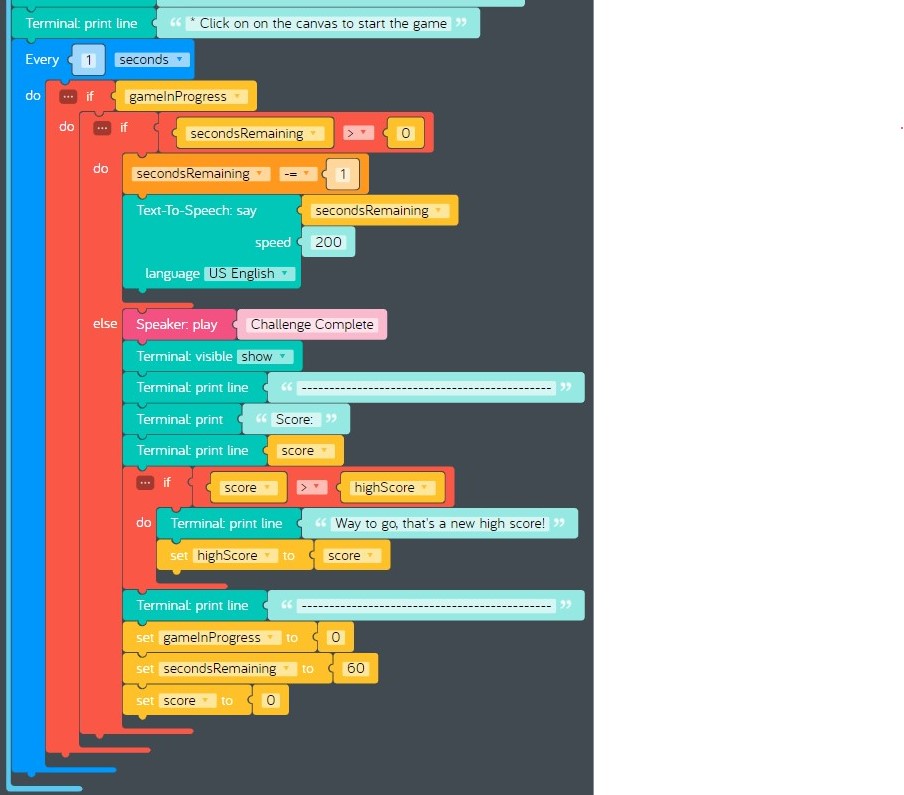 Terminal: print line “ * Click on on the canvas to start the game ”
Every 1 seconds
do ... if gameInProgress
do ... if secondsRemaining > 0
do secondsRemaining -= 1
Text-To-Speech: say secondsRemaining
speed 200
language US English
else Speaker: play Challenge Complete
Terminal: visible show
Terminal: print line “ ---------------------------------------------- ”
Terminal: print “ Score: ”
Terminal: print line score
... if score > highScore
do Terminal: print line “ Way to go, that's a new high score! ”
set highScore to score
Terminal: print line “ ---------------------------------------------- ”
set gameInProgress to 0
set secondsRemaining to 60
set score to 0